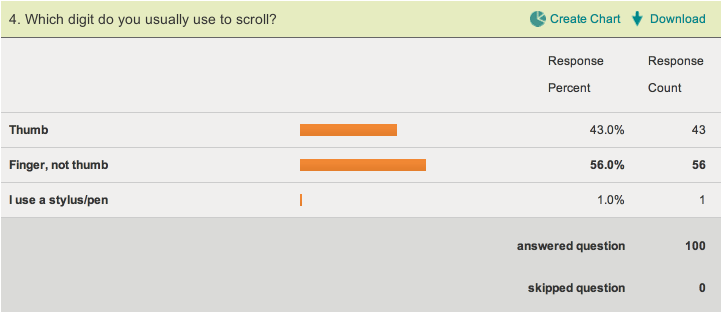 4. Which digit do you usually use to scroll? Create Chart Download
Response Response
Percent Count
Thumb 43.0% 43
Finger, not thumb 56.0% 56
I use a stylus/pen 1.0% 1
answered question 100
skipped question 0